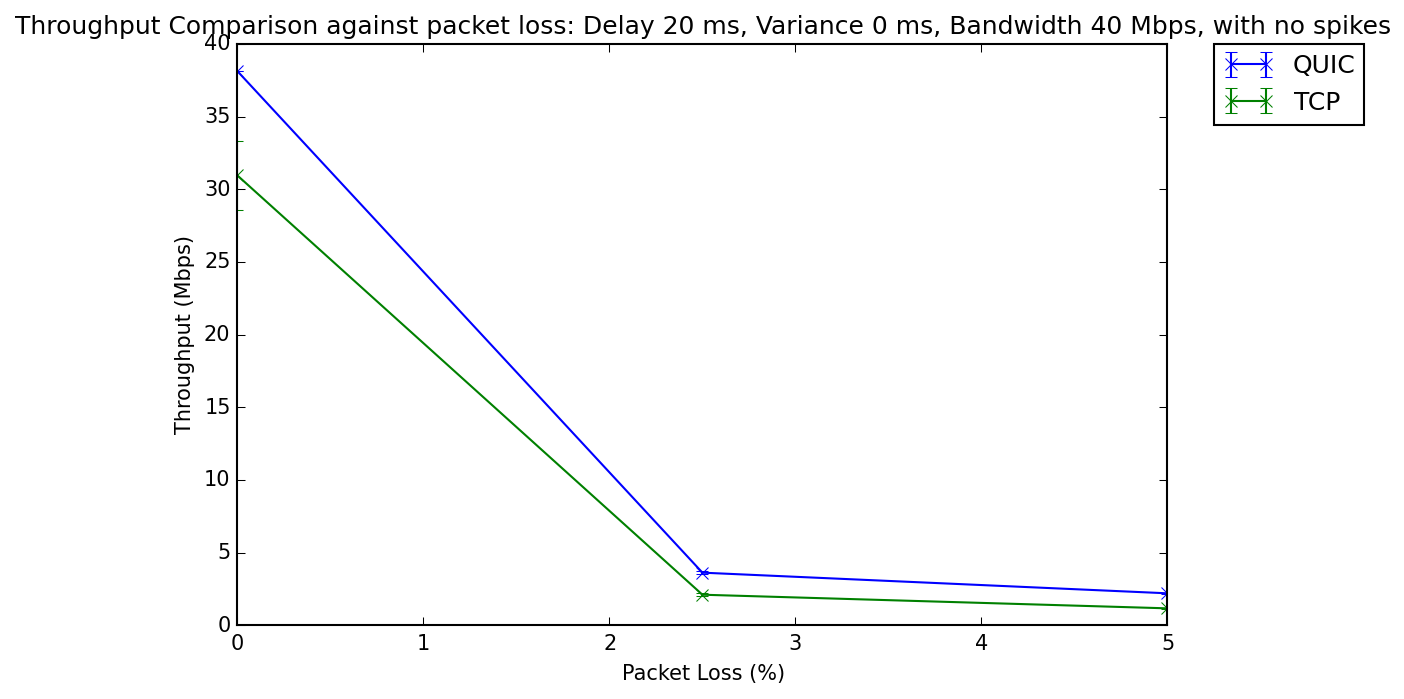 Throughput Comparison against packet loss: Delay 20 ms, Variance 0 ms, Bandwidth 40 Mbps, with no spikes
QUIC
TCP
Throughput (Mbps)
40
35
30
25
20
15
10
5
0
0 1 2 3 4 5
Packet Loss (%)